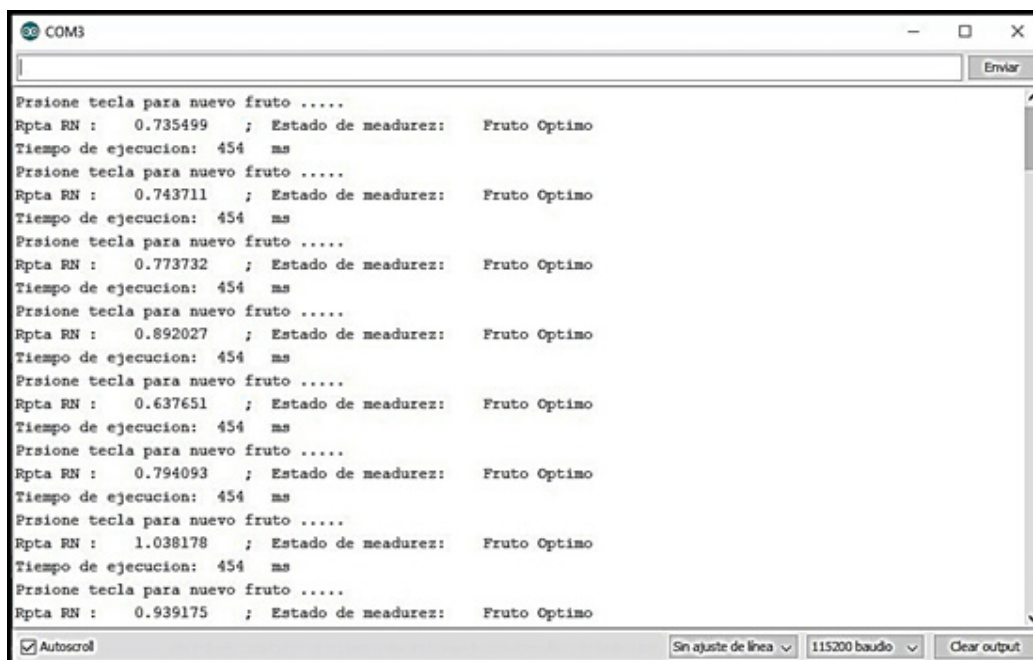 COM3
Enviar
Prsione tecla para nuevo fruto .....
Rpta RN : 0.735499 ; Estado de meadurez: Fruto Optimo
Tiempo de ejecucion: 454 ms
Prsione tecla para nuevo fruto .....
Rpta RN : 0.743711 ; Estado de meadurez: Fruto Optimo
Tiempo de ejecucion: 454 ms
Prsione tecla para nuevo fruto .....
Rpta RN : 0.773732 ; Estado de meadurez: Fruto Optimo
Tiempo de ejecucion: 454 ms
Prsione tecla para nuevo fruto .....
Rpta RN : 0.892027 ; Estado de meadurez: Fruto Optimo
Tiempo de ejecucion: 454 ms
Prsione tecla para nuevo fruto .....
Rpta RN : 0.637651 ; Estado de meadurez: Fruto Optimo
Tiempo de ejecucion: 454 ms
Prsione tecla para nuevo fruto .....
Rpta RN : 0.794093 ; Estado de meadurez: Fruto Optimo
Tiempo de ejecucion: 454 ms
Prsione tecla para nuevo fruto .....
Rpta RN : 1.038178 ; Estado de meadurez: Fruto Optimo
Tiempo de ejecucion: 454 ms
Prsione tecla para nuevo fruto .....
Rpta RN : 0.939175 ; Estado de meadurez: Fruto Optimo
Autoscroll Sin ajuste de línea 115200 baudio Clear output